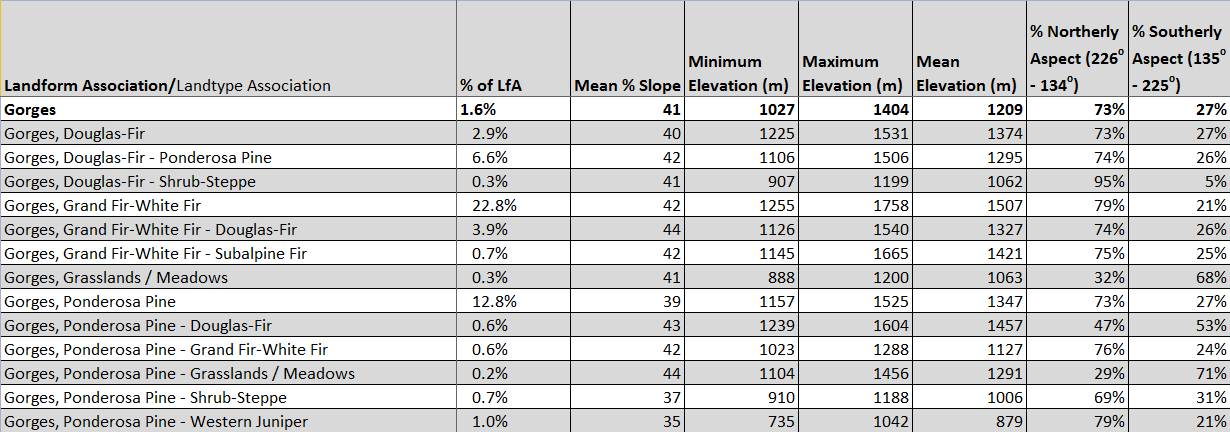 Landform Association/Landtype Association | % of LfA | Mean % Slope | Minimum Elevation (m) | Maximum Elevation (m) | Mean Elevation (m) | % Northerly Aspect (226o - 134o) | % Southerly Aspect (135o - 225o)
Gorges | 1.6% | 41 | 1027 | 1404 | 1209 | 73% | 27%
Gorges, Douglas-Fir | 2.9% | 40 | 1225 | 1531 | 1374 | 73% | 27%
Gorges, Douglas-Fir - Ponderosa Pine | 6.6% | 42 | 1106 | 1506 | 1295 | 74% | 26%
Gorges, Douglas-Fir - Shrub-Steppe | 0.3% | 41 | 907 | 1199 | 1062 | 95% | 5%
Gorges, Grand Fir-White Fir | 22.8% | 42 | 1255 | 1758 | 1507 | 79% | 21%
Gorges, Grand Fir-White Fir - Douglas-Fir | 3.9% | 44 | 1126 | 1540 | 1327 | 74% | 26%
Gorges, Grand Fir-White Fir - Subalpine Fir | 0.7% | 42 | 1145 | 1665 | 1421 | 75% | 25%
Gorges, Grasslands / Meadows | 0.3% | 41 | 888 | 1200 | 1063 | 32% | 68%
Gorges, Ponderosa Pine | 12.8% | 39 | 1157 | 1525 | 1347 | 73% | 27%
Gorges, Ponderosa Pine - Douglas-Fir | 0.6% | 43 | 1239 | 1604 | 1457 | 47% | 53%
Gorges, Ponderosa Pine - Grand Fir-White Fir | 0.6% | 42 | 1023 | 1288 | 1127 | 76% | 24%
Gorges, Ponderosa Pine - Grasslands / Meadows | 0.2% | 44 | 1104 | 1456 | 1291 | 29% | 71%
Gorges, Ponderosa Pine - Shrub-Steppe | 0.7% | 37 | 910 | 1188 | 1006 | 69% | 31%
Gorges, Ponderosa Pine - Western Juniper | 1.0% | 35 | 735 | 1042 | 879 | 79% | 21%